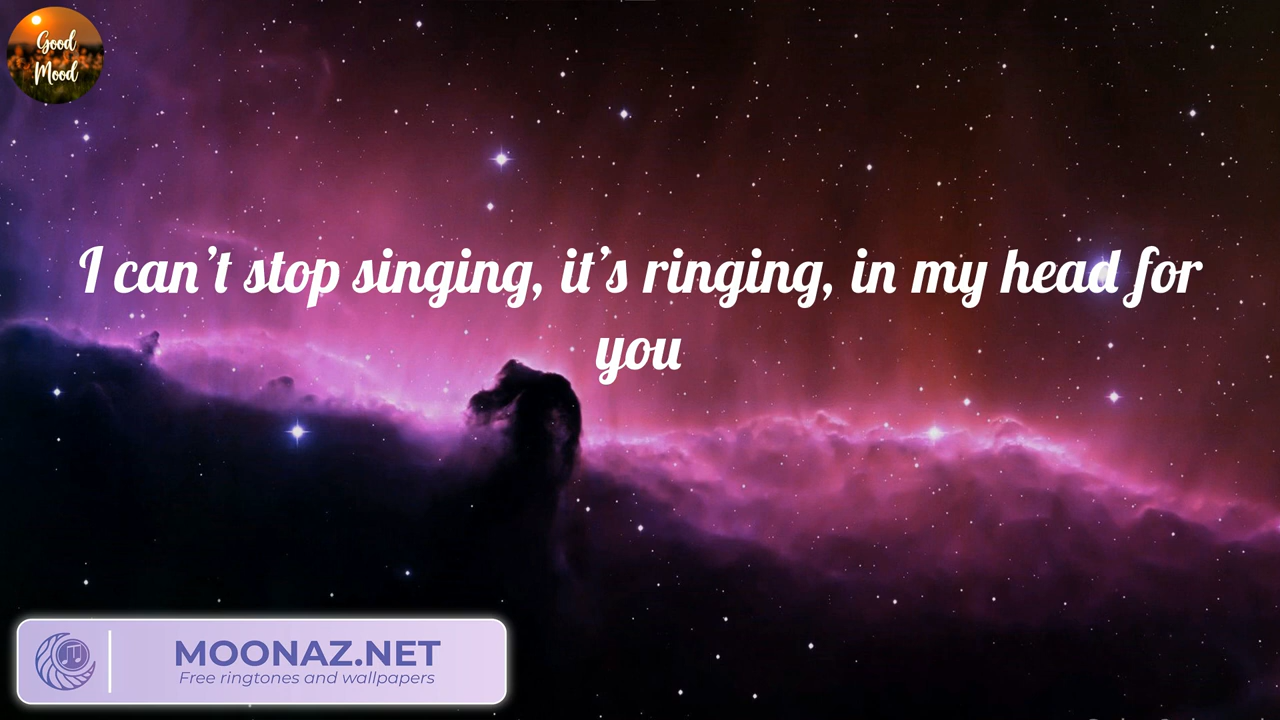 Good
Mood
I can't stop singing, it's ringing, in my head for
you
MOONAZ.NET
Free ringtones and wallpapers